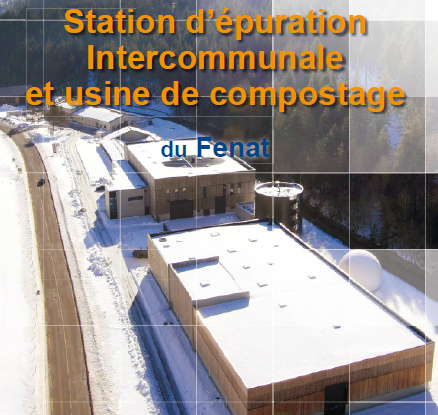 Station d'épuration
Intercommunale
et usine de compostage
du Fenat